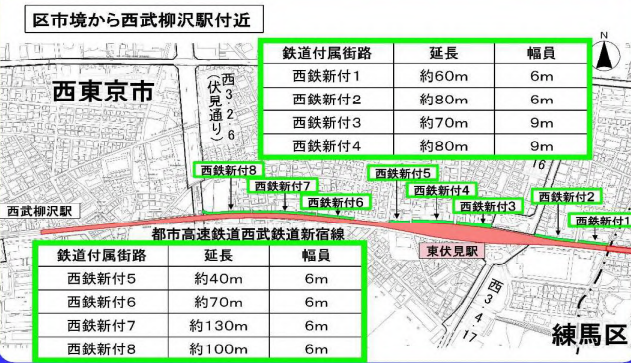 区市境から西武柳沢駅付近
鉄道付属街路 延長 幅員
西鉄新付1 約60m 6m
西鉄新付2 約80m 6m
西鉄新付3 約70m 9m
西鉄新付4 約80m 9m
N
西東京市
西3・2・6
(伏見通り)
16
西鉄新付8
西鉄新付7
西鉄新付6
西鉄新付5
西鉄新付4
西鉄新付3
西鉄新付2
西鉄新付1
西武柳沢駅
都市高速鉄道西武鉄道新宿線
東伏見駅
鉄道付属街路 延長 幅員
西鉄新付5 約40m 6m
西鉄新付6 約70m 6m
西鉄新付7 約130m 6m
西鉄新付8 約100m 6m
西3・4・17
練馬区